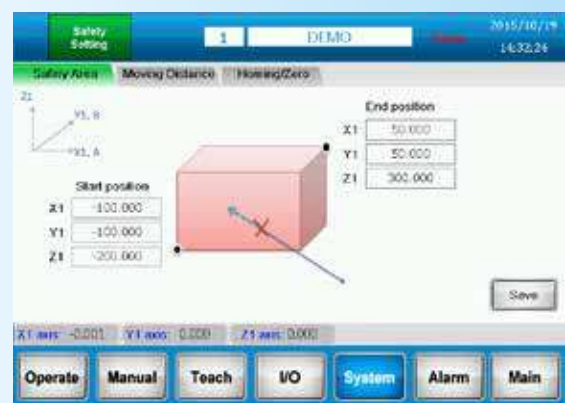 Safety
Setting
1
DEMO
2015/10/19
14:32:26
Safety Area
Moving Distance
Homing/Zero
Z1
Y1, B
X1, A
End position
X1 50.000
Y1 50.000
Z1 300.000
Start position
X1 -100.000
Y1 -100.000
Z1 -200.000
Save
X1 axis: -0.001 Y1 axis: 0.000 Z1 axis: 0.000
Operate
Manual
Teach
I/O
System
Alarm
Main